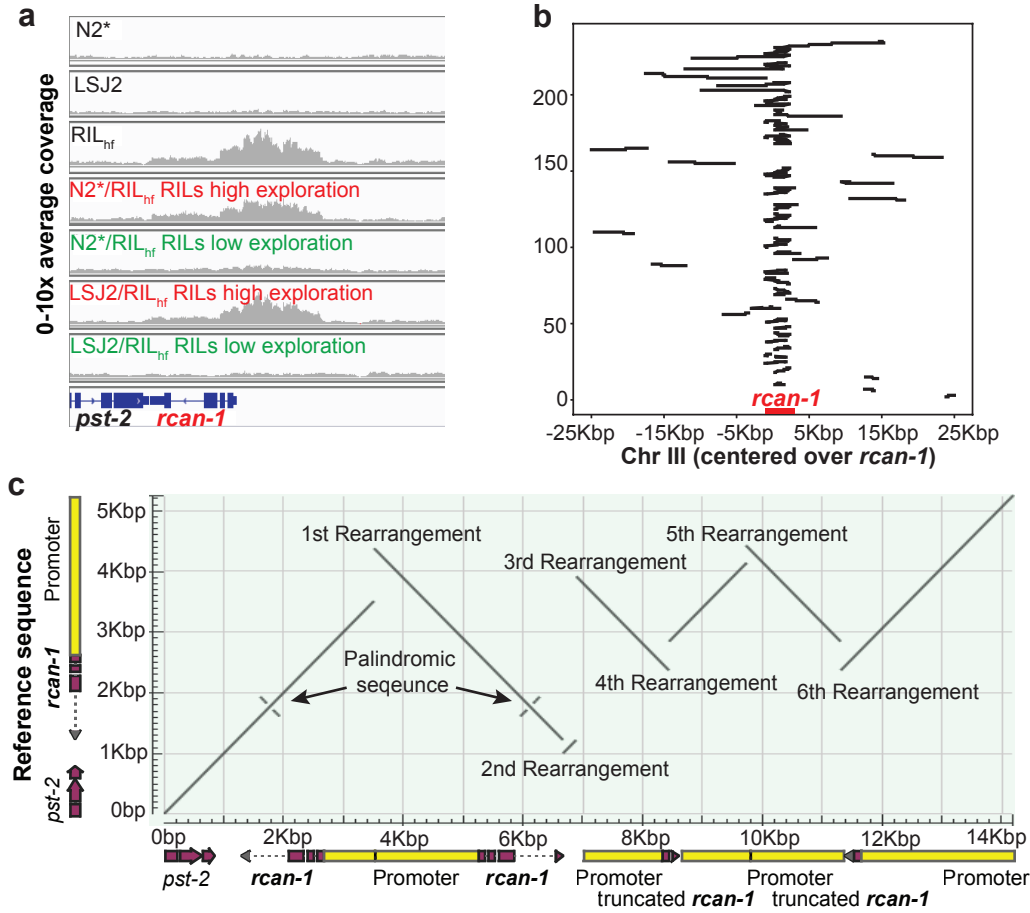 a
0-10x average coverage
N2*
LSJ2
RILhf
N2*/RILhf RILs high exploration
N2*/RILhf RILs low exploration
LSJ2/RILhf RILs high exploration
LSJ2/RILhf RILs low exploration
pst-2 rcan-1
b
200
150
100
50
0
rcan-1
-25Kbp -15Kbp -5Kbp 5Kbp 15Kbp 25Kbp
Chr III (centered over rcan-1)
c
Reference sequence
Promoter
rcan-1
pst-2
5Kbp
4Kbp
3Kbp
2Kbp
1Kbp
0bp
1st Rearrangement
5th Rearrangement
3rd Rearrangement
Palindromic
seqeunce
4th Rearrangement
6th Rearrangement
2nd Rearrangement
0bp 2Kbp 4Kbp 6Kbp 8Kbp 10Kbp 12Kbp 14Kbp
pst-2 rcan-1 Promoter rcan-1 Promoter Promoter Promoter
truncated rcan-1 truncated rcan-1